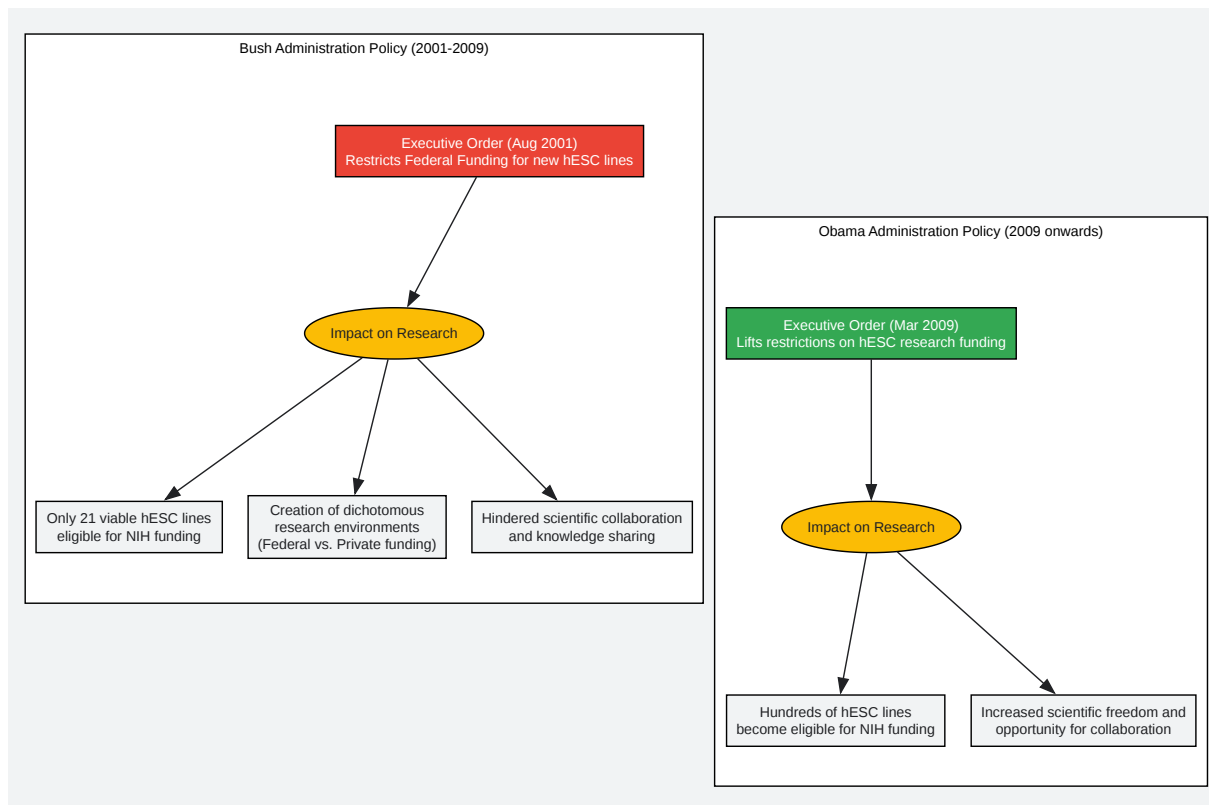 Bush Administration Policy (2001-2009)
Executive Order (Aug 2001)
Restricts Federal Funding for new hESC lines
Impact on Research
Only 21 viable hESC lines
eligible for NIH funding
Creation of dichotomous
research environments
(Federal vs. Private funding)
Hindered scientific collaboration
and knowledge sharing
Obama Administration Policy (2009 onwards)
Executive Order (Mar 2009)
Lifts restrictions on hESC research funding
Impact on Research
Hundreds of hESC lines
become eligible for NIH funding
Increased scientific freedom and
opportunity for collaboration